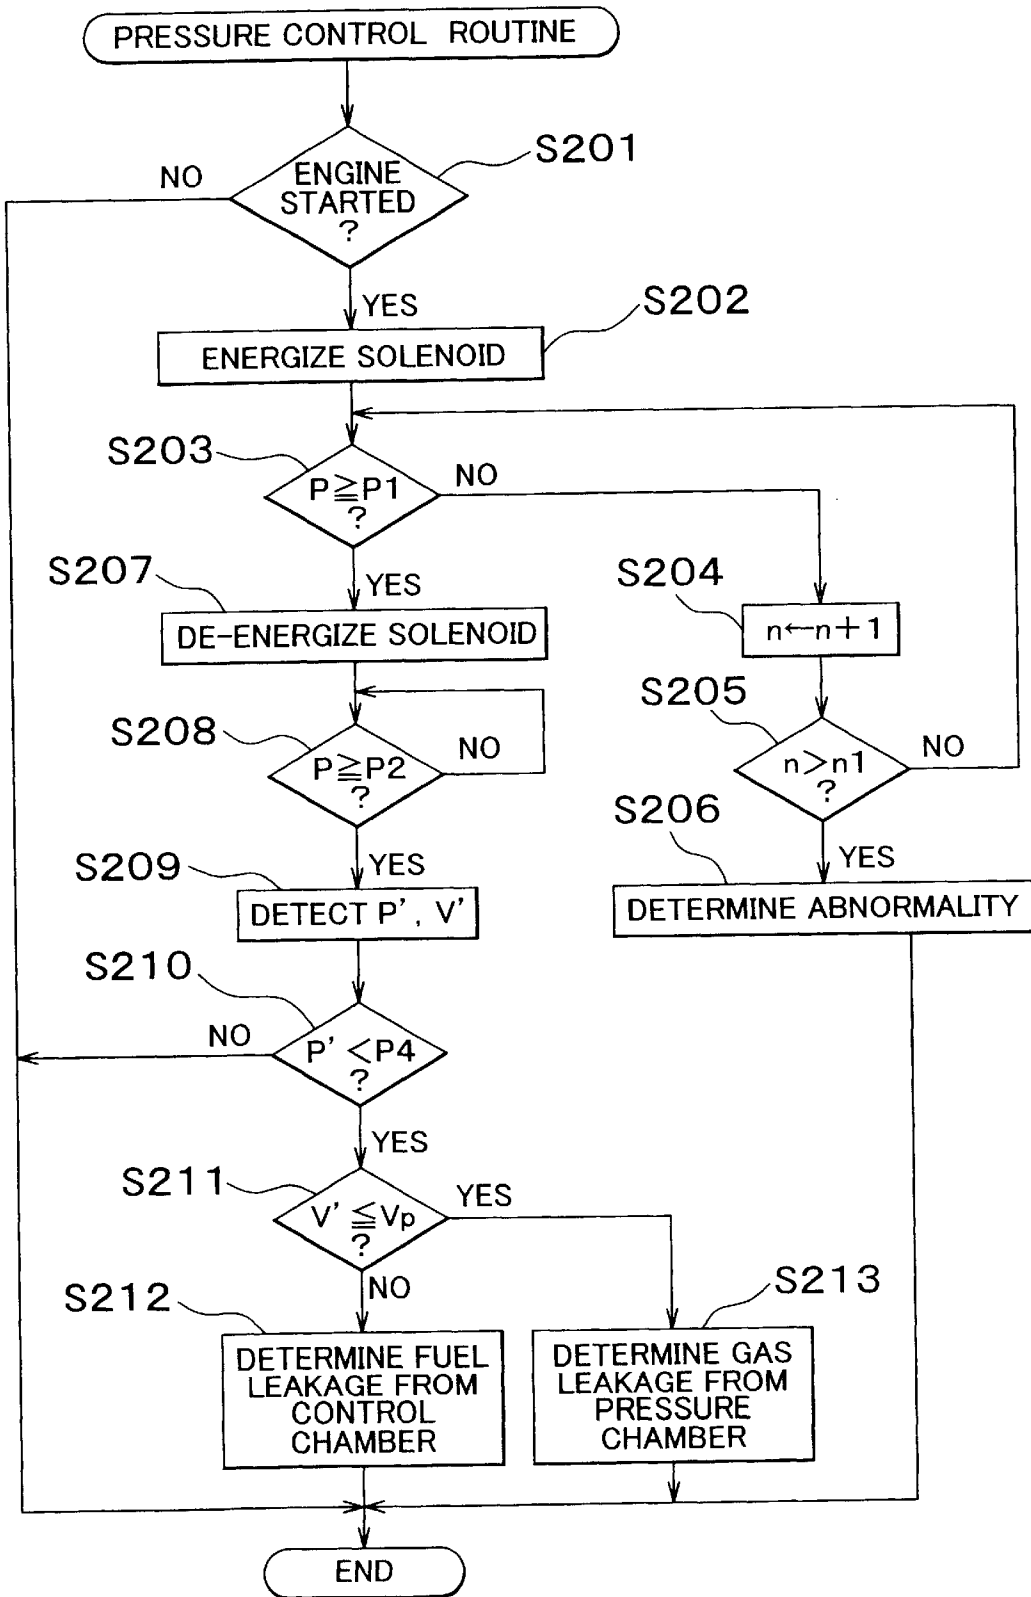 PRESSURE CONTROL ROUTINE
S201
NO
ENGINE
STARTED
?
YES
S202
ENERGIZE SOLENOID
S203
P≧P1
?
NO
YES
S207
DE-ENERGIZE SOLENOID
S204
n←n+1
S205
n>n1
?
NO
S208
P≧P2
?
NO
YES
S206
YES
DETERMINE ABNORMALITY
S209
DETECT P', V'
S210
NO
P' <P4
?
YES
S211
V' ≦Vp
?
YES
NO
S212
DETERMINE FUEL
LEAKAGE FROM
CONTROL
CHAMBER
S213
DETERMINE GAS
LEAKAGE FROM
PRESSURE
CHAMBER
END